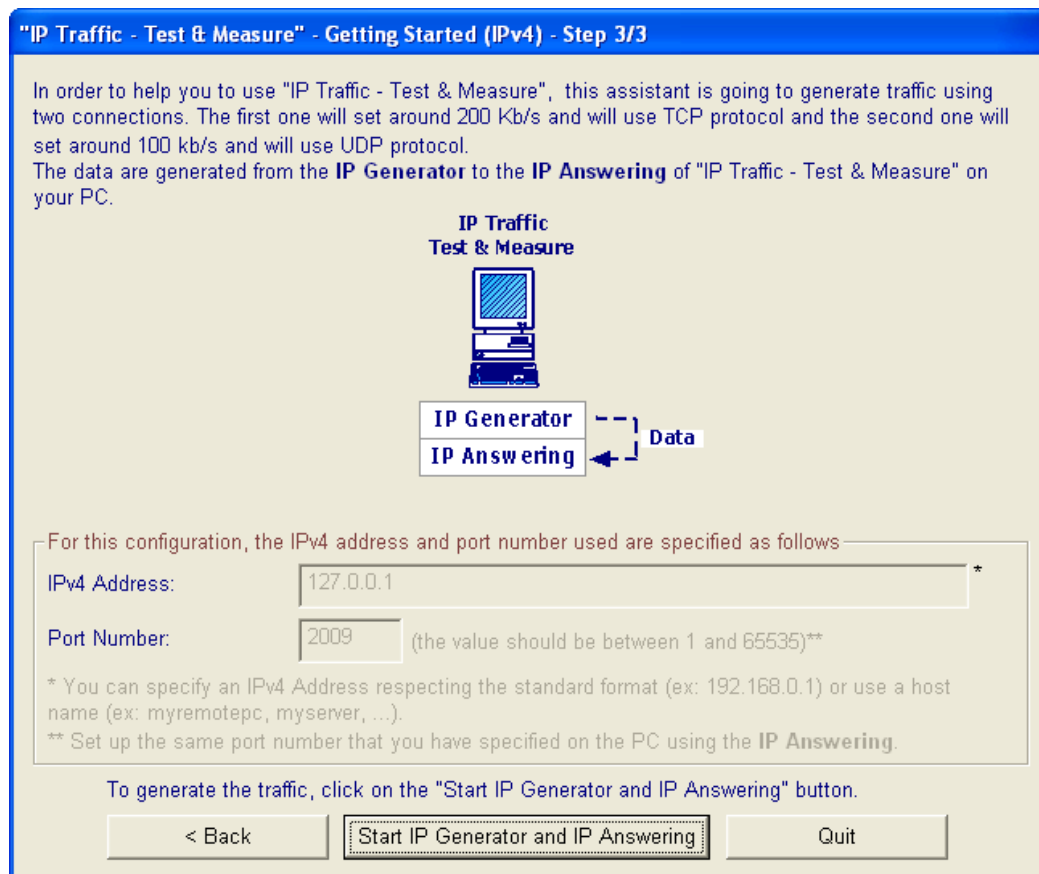 "IP Traffic - Test & Measure" - Getting Started (IPv4) - Step 3/3
In order to help you to use "IP Traffic - Test & Measure", this assistant is going to generate traffic using
two connections. The first one will set around 200 Kb/s and will use TCP protocol and the second one will
set around 100 kb/s and will use UDP protocol.
The data are generated from the IP Generator to the IP Answering of "IP Traffic - Test & Measure" on
your PC.
IP Traffic
Test & Measure
IP Generator
IP Answering
Data
For this configuration, the IPv4 address and port number used are specified as follows
IPv4 Address: 127.0.0.1 *
Port Number: 2009 (the value should be between 1 and 65535)**
* You can specify an IPv4 Address respecting the standard format (ex: 192.168.0.1) or use a host
name (ex: myremotepc, myserver, ...).
** Set up the same port number that you have specified on the PC using the IP Answering.
To generate the traffic, click on the "Start IP Generator and IP Answering" button.
< Back Start IP Generator and IP Answering Quit